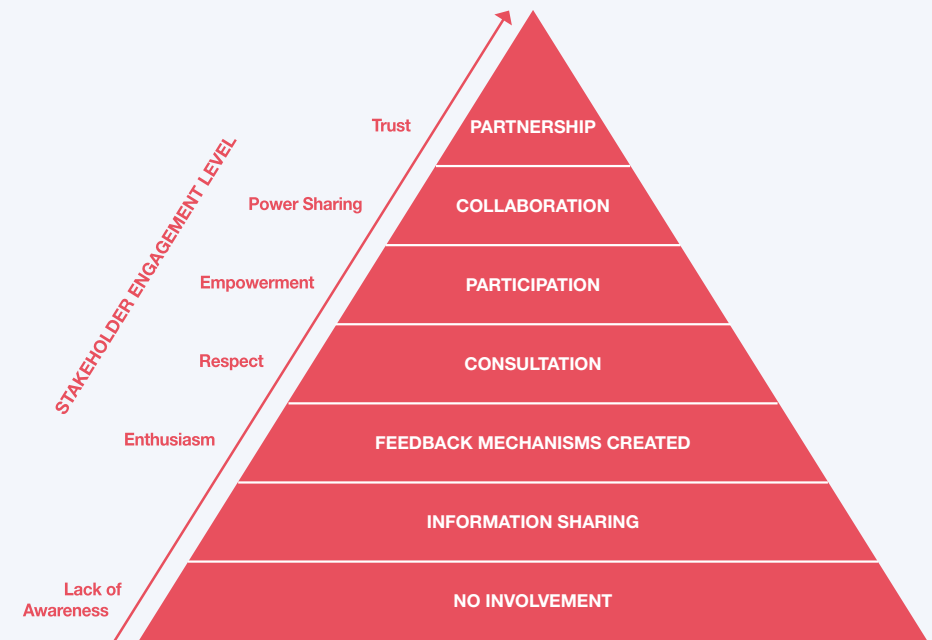 Trust
PARTNERSHIP
STAKEHOLDER ENGAGEMENT LEVEL
Power Sharing
COLLABORATION
Empowerment
PARTICIPATION
Respect
CONSULTATION
Enthusiasm
FEEDBACK MECHANISMS CREATED
INFORMATION SHARING
Lack of
Awareness
NO INVOLVEMENT